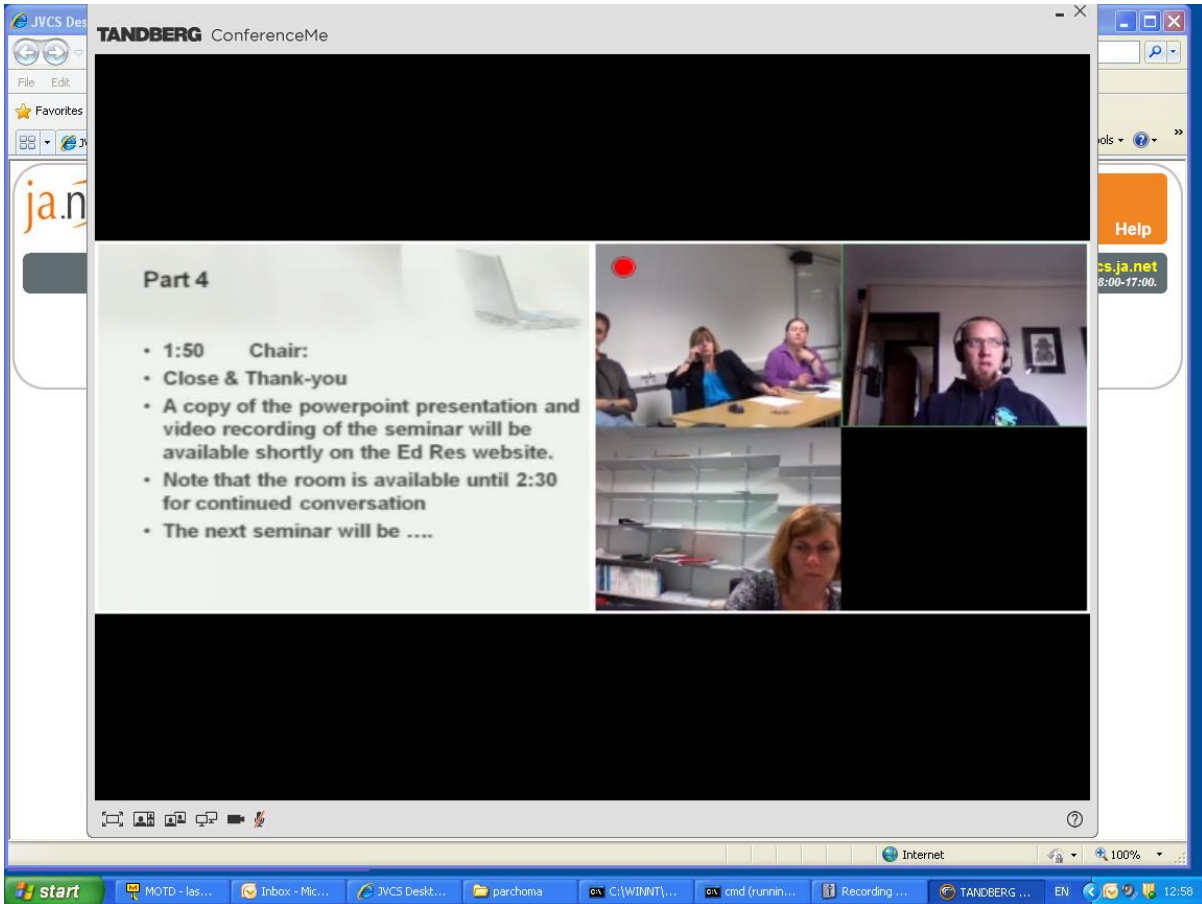 JVCS Des
TANDBERG ConferenceMe
File Edit
Favorites
ols
ja.n
Help
cs.ja.net
8:00-17:00.
Part 4
• 1:50 Chair:
• Close & Thank-you
• A copy of the powerpoint presentation and
video recording of the seminar will be
available shortly on the Ed Res website.
• Note that the room is available until 2:30
for continued conversation
• The next seminar will be ....
Internet
100%
start
MOTD - las...
Inbox - Mic...
JVCS Deskt...
parchoma
C:\WINNT\...
cmd (runnin...
Recording ...
TANDBERG ...
EN
12:58